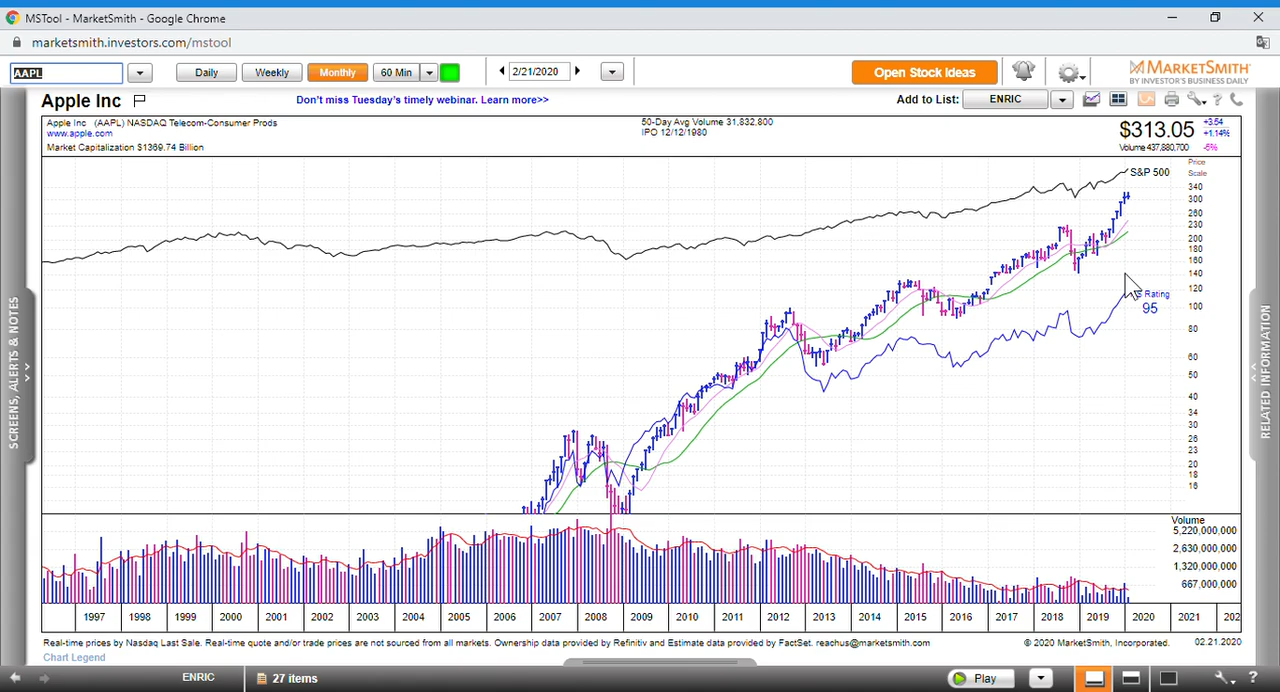 MSTool - MarketSmith - Google Chrome
marketsmith.investors.com/mstool
AAPL Daily Weekly Monthly 60 Min 2/21/2020 Open Stock Ideas MARKETSMITH
BY INVESTOR'S BUSINESS DAILY
Apple Inc Don't miss Tuesday's timely webinar. Learn more>> Add to List: ENRIC
Apple Inc (AAPL) NASDAQ Telecom-Consumer Prods 50-Day Avg Volume 31,832,800 $313.05 +3.54
www.apple.com IPO 12/12/1980 +1.14%
Market Capitalization $1369.74 Billion Volume 437,880,700 -5%
Price
Scale
S&P 500
340
300
260
230
200
180
160
140
120
100
80
60
50
40
34
30
26
23
20
18
16
Rating
95
Volume
5,220,000,000
2,630,000,000
1,320,000,000
667,000,000
1997 1998 1999 2000 2001 2002 2003 2004 2005 2006 2007 2008 2009 2010 2011 2012 2013 2014 2015 2016 2017 2018 2019 2020 2021 202
Real-time prices by Nasdaq Last Sale. Real-time quote and/or trade prices are not sourced from all markets. Ownership data provided by Refinitiv and Estimate data provided by FactSet. reachus@marketsmith.com © 2020 MarketSmith, Incorporated. 02.21.2020
Chart Legend
SCREENS, ALERTS & NOTES
RELATED INFORMATION
ENRIC 27 items Play